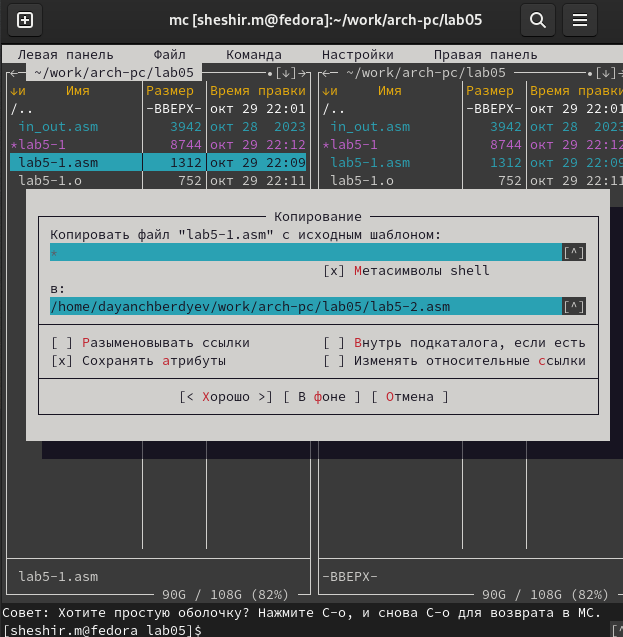 mc [sheshir.m@fedora]:~/work/arch-pc/lab05
Левая панель Файл Команда Настройки Правая панель
←─ ~/work/arch-pc/lab05 ─•[↓]→ ←─ ~/work/arch-pc/lab05 ─•[↓]→
↓и Имя Размер Время правки ↓и Имя Размер Время правки
/.. -ВВЕРХ- окт 29 22:01 /.. -ВВЕРХ- окт 29 22:01
in_out.asm 3942 окт 28 2023 in_out.asm 3942 окт 28 2023
*lab5-1 8744 окт 29 22:12 *lab5-1 8744 окт 29 22:12
lab5-1.asm 1312 окт 29 22:09 lab5-1.asm 1312 окт 29 22:09
lab5-1.o 752 окт 29 22:11 lab5-1.o 752 окт 29 22:11
Копирование
Копировать файл "lab5-1.asm" с исходным шаблоном:
* [^]
[x] Метасимволы shell
в:
/home/dayanchberdyev/work/arch-pc/lab05/lab5-2.asm [^]
[ ] Разыменовывать ссылки [ ] Внутрь подкаталога, если есть
[x] Сохранять атрибуты [ ] Изменять относительные ссылки
[< Хорошо >] [ В фоне ] [ Отмена ]
lab5-1.asm -ВВЕРХ-
90G / 108G (82%) 90G / 108G (82%)
Совет: Хотите простую оболочку? Нажмите C-o, и снова C-o для возврата в MC.
[sheshir.m@fedora lab05]$ [^